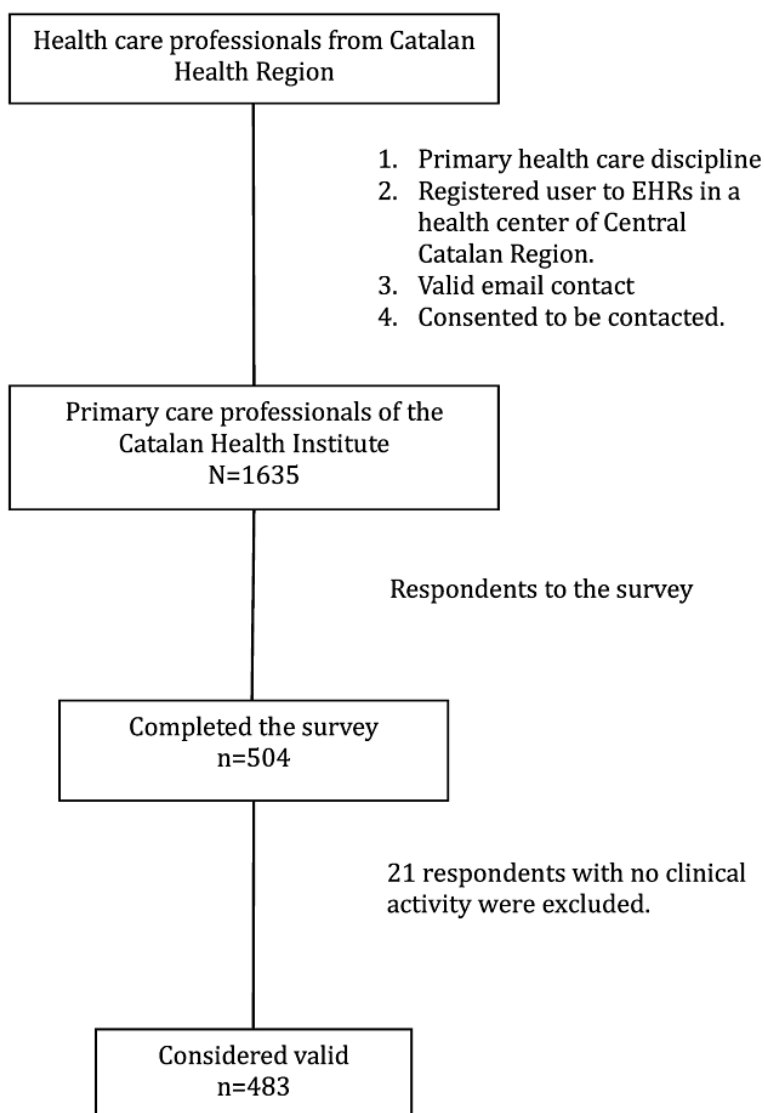 Health care professionals from Catalan
Health Region
1. Primary health care discipline
2. Registered user to EHRs in a
health center of Central
Catalan Region.
3. Valid email contact
4. Consented to be contacted.
Primary care professionals of the
Catalan Health Institute
N=1635
Respondents to the survey
Completed the survey
n=504
21 respondents with no clinical
activity were excluded.
Considered valid
n=483